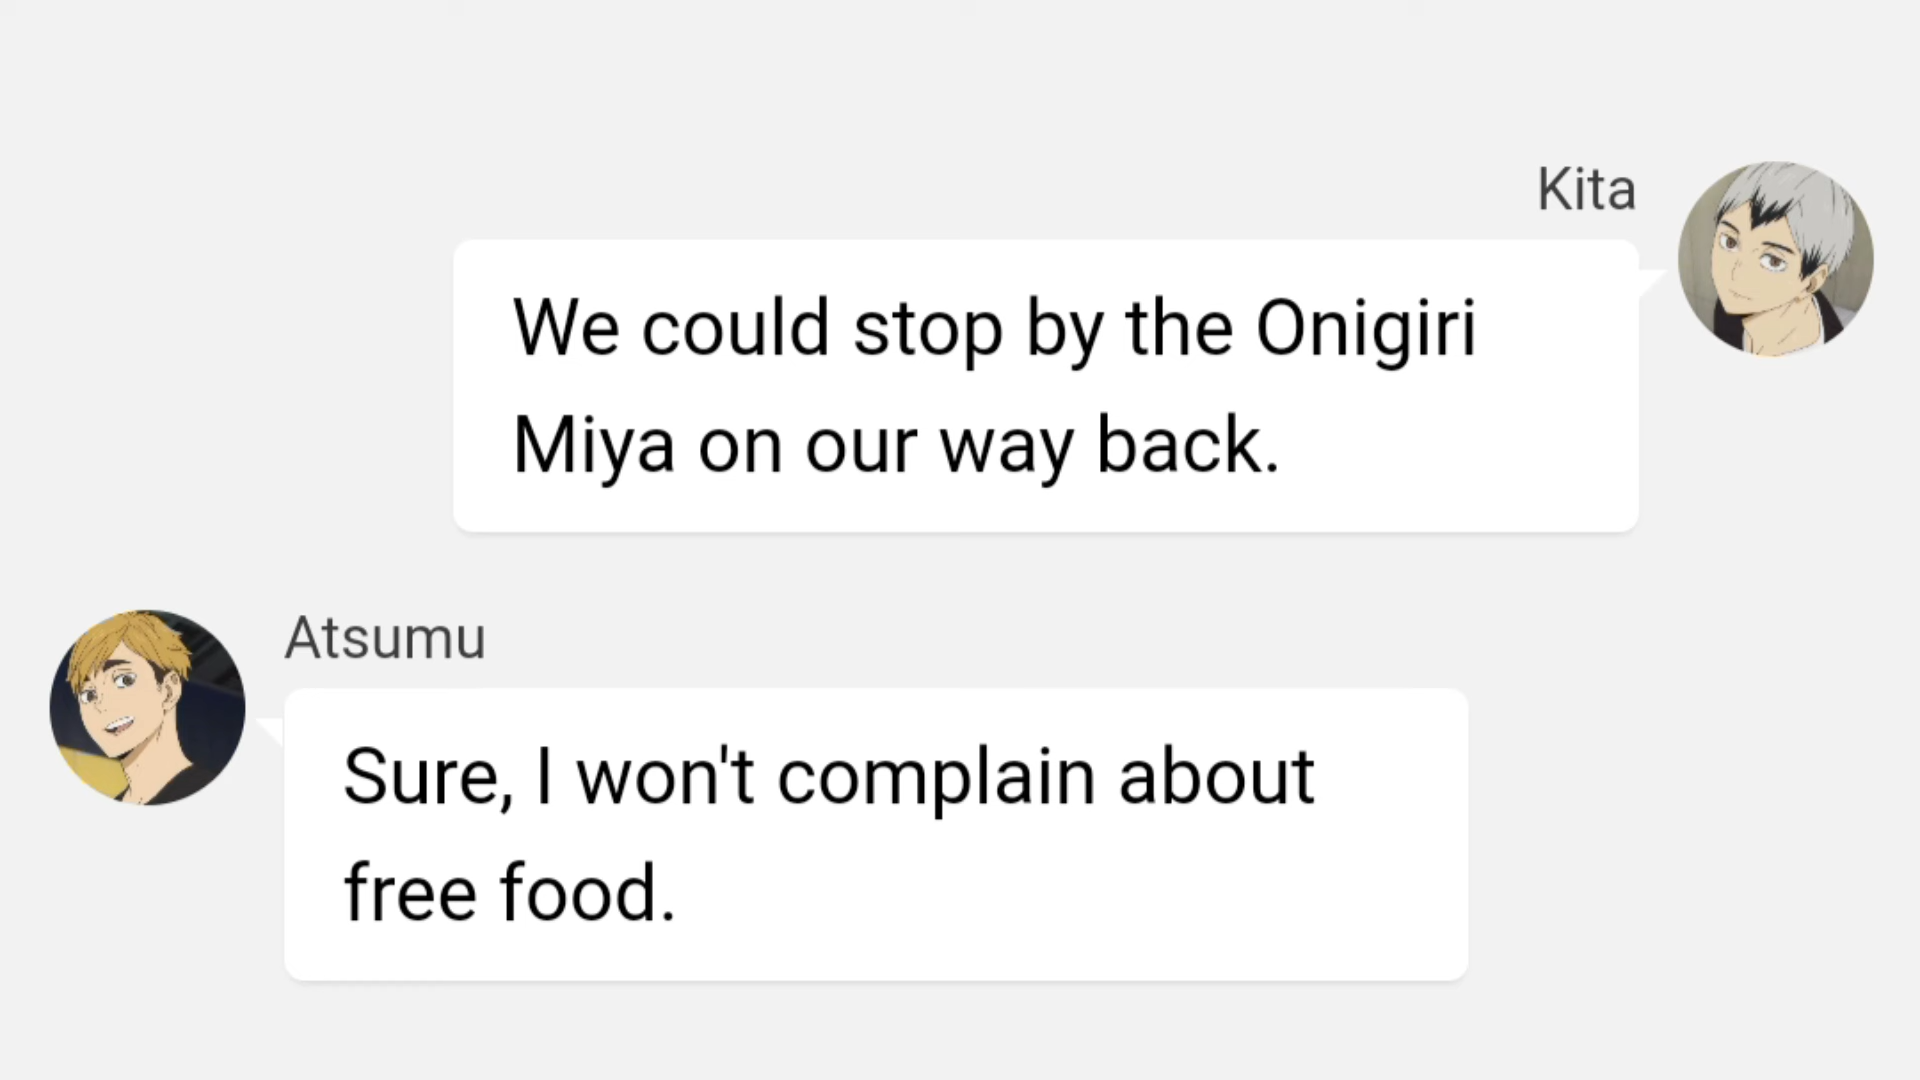 Kita
We could stop by the Onigiri
Miya on our way back.
Atsumu
Sure, I won't complain about
free food.